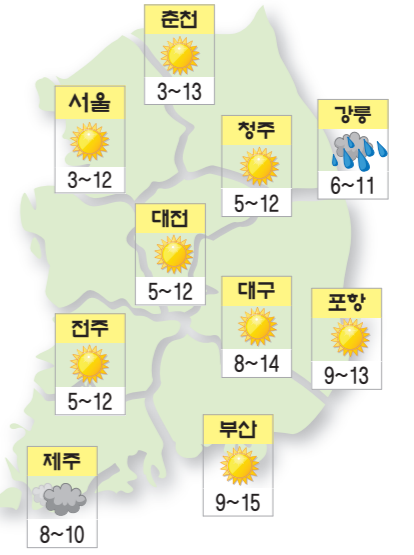 춘천
3~13
서울
3~12
청주
5~12
강릉
6~11
대전
5~12
대구
8~14
포항
9~13
전주
5~12
부산
9~15
제주
8~10